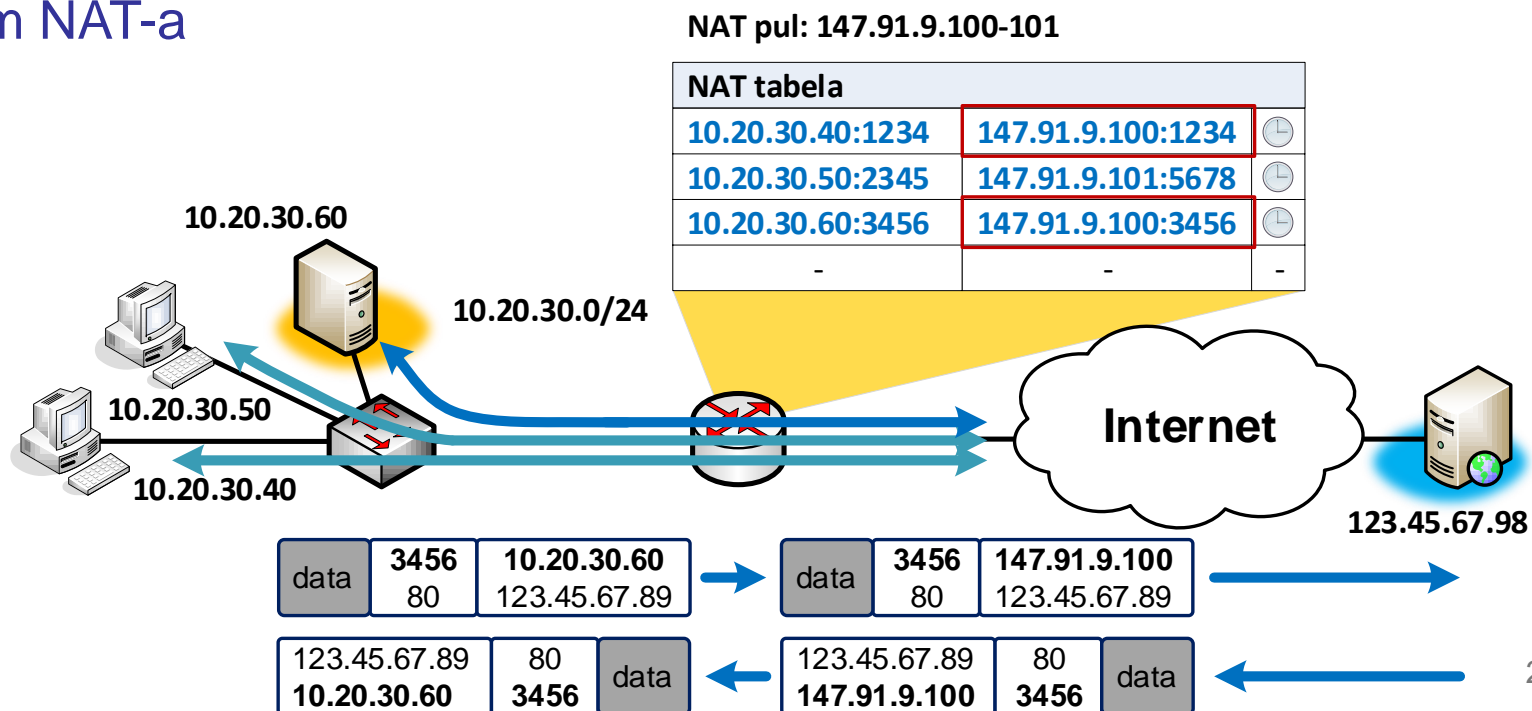 m NAT-a
NAT pul: 147.91.9.100-101
NAT tabela
10.20.30.40:1234 147.91.9.100:1234
10.20.30.50:2345 147.91.9.101:5678
10.20.30.60:3456 147.91.9.100:3456
- - -
10.20.30.60
10.20.30.0/24
10.20.30.50
10.20.30.40
Internet
123.45.67.98
data 3456 10.20.30.60
80 123.45.67.89
data 3456 147.91.9.100
80 123.45.67.89
123.45.67.89 80 data
10.20.30.60 3456
123.45.67.89 80 data
147.91.9.100 3456
2